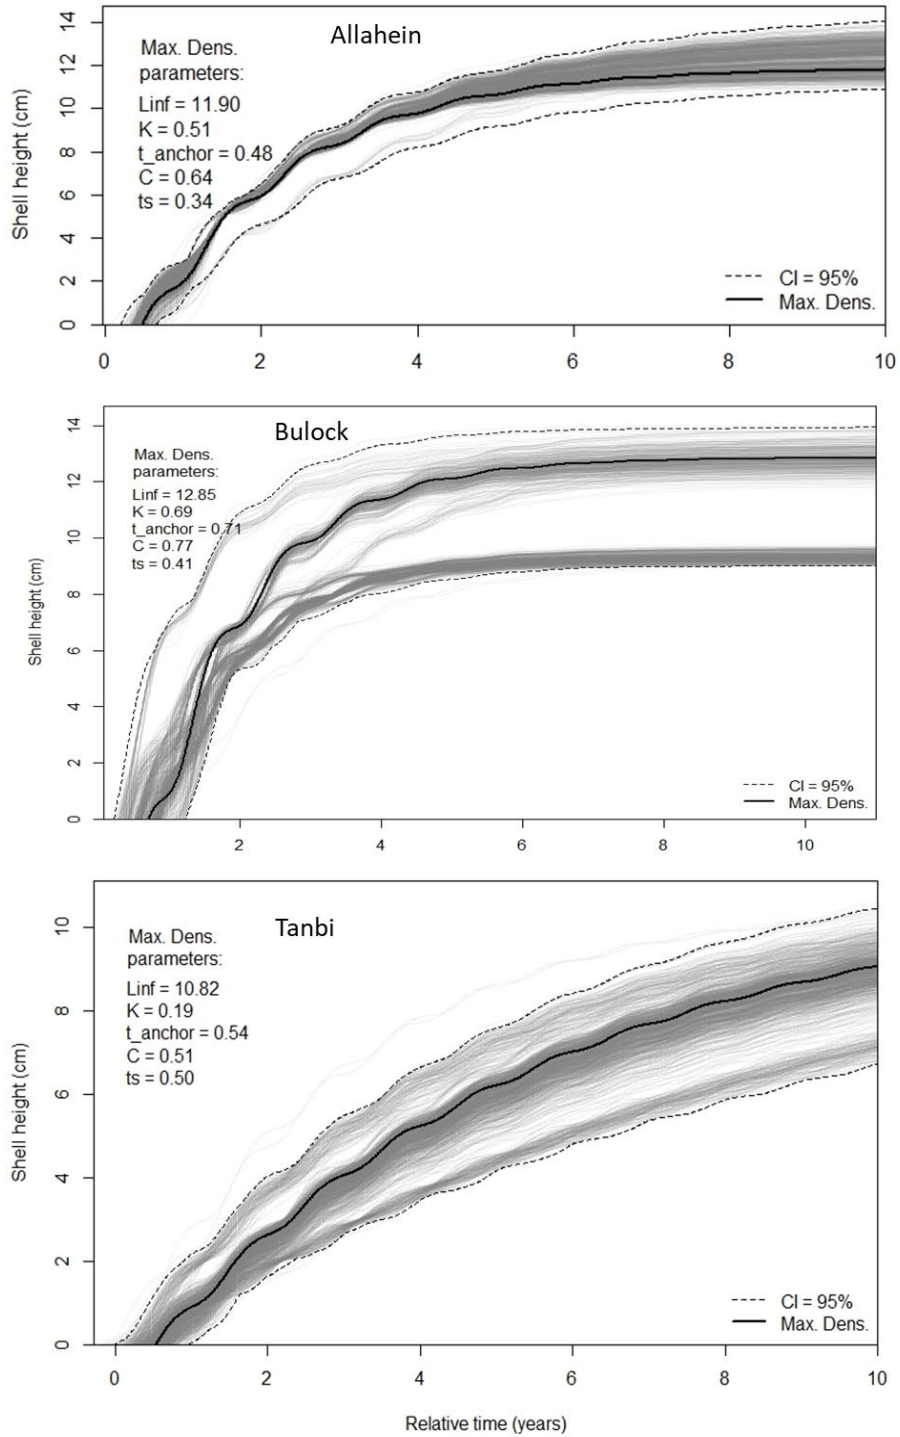 Allahein
Max. Dens.
parameters:
Linf = 11.90
K = 0.51
t_anchor = 0.48
C = 0.64
ts = 0.34
Shell height (cm)
14
12
10
8
6
4
2
0
CI = 95%
Max. Dens.
0 2 4 6 8 10
Bulock
Max. Dens.
parameters:
Linf = 12.85
K = 0.69
t_anchor = 0.71
C = 0.77
ts = 0.41
Shell height (cm)
14
12
10
8
6
4
2
0
CI = 95%
Max. Dens.
2 4 6 8 10
Tanbi
Max. Dens.
parameters:
Linf = 10.82
K = 0.19
t_anchor = 0.54
C = 0.51
ts = 0.50
Shell height (cm)
10
8
6
4
2
0
CI = 95%
Max. Dens.
0 2 4 6 8 10
Relative time (years)